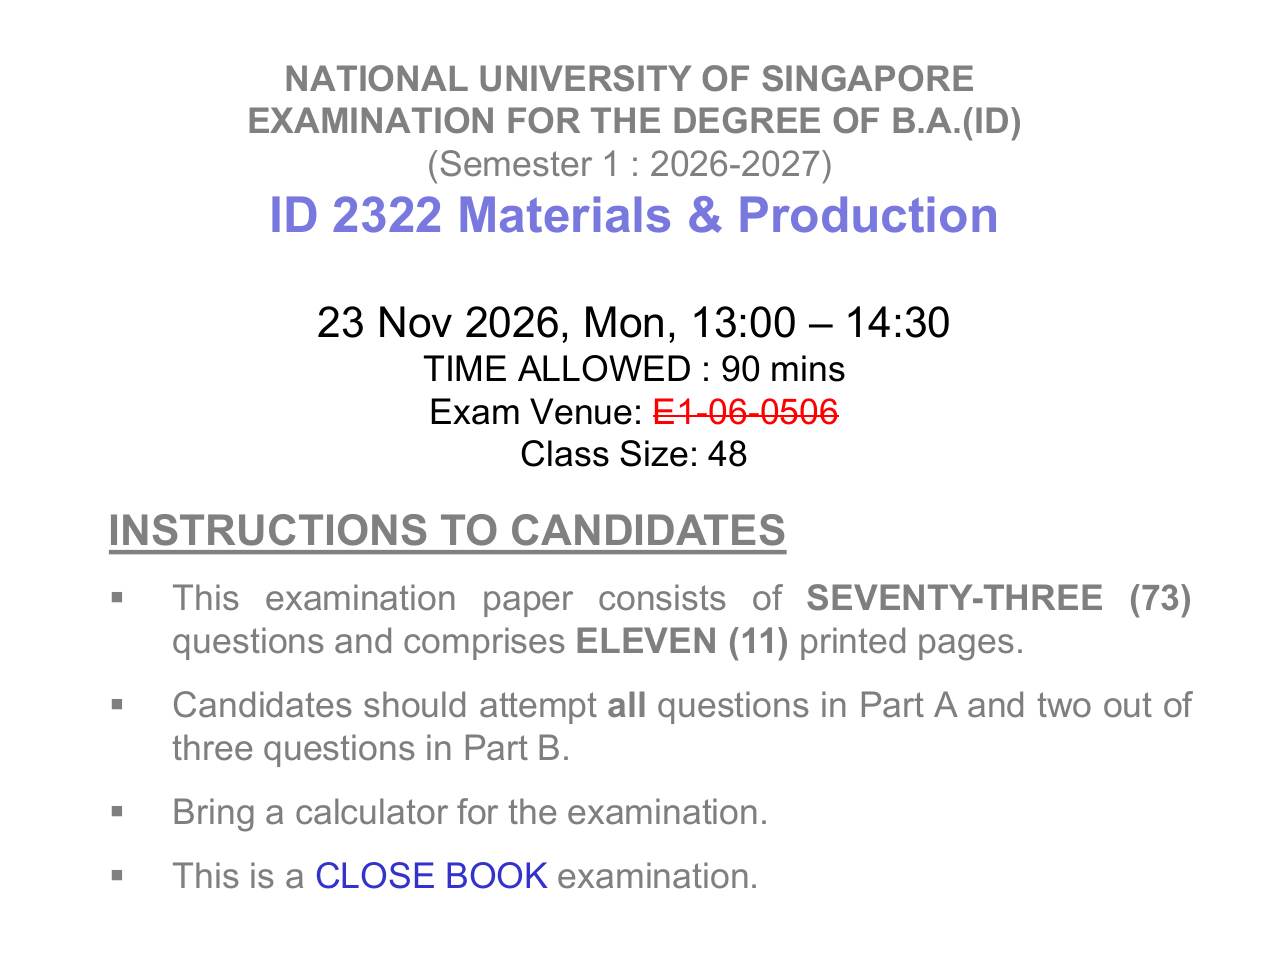 NATIONAL UNIVERSITY OF SINGAPORE
EXAMINATION FOR THE DEGREE OF B.A.(ID)
(Semester 1 : 2026-2027)
ID 2322 Materials & Production
23 Nov 2026, Mon, 13:00 – 14:30
TIME ALLOWED : 90 mins
Exam Venue: E1-06-0506
Class Size: 48
INSTRUCTIONS TO CANDIDATES
▪ This examination paper consists of SEVENTY-THREE (73)
questions and comprises ELEVEN (11) printed pages.
▪ Candidates should attempt all questions in Part A and two out of
three questions in Part B.
▪ Bring a calculator for the examination.
▪ This is a CLOSE BOOK examination.